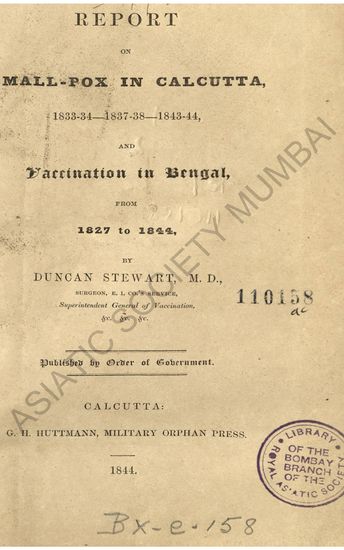 REPORT
ON
MALL-POX IN CALCUTTA,
1833-34—1837-38—1843-44,
AND
Vaccination in Bengal,
FROM
1827 to 1844,
BY
DUNCAN STEWART, M. D.,
SURGEON, E. I. CO.'S SERVICE,
Superintendent General of Vaccination,
&c. &c. &c.
110158
Published by Order of Government.
CALCUTTA:
G. H. HUTTMANN, MILITARY ORPHAN PRESS.
1844.
LIBRARY
OF THE
BOMBAY
BRANCH
OF THE
ROYAL ASIATIC SOCIETY
BX-e-158
ASIATIC SOCIETY MUMBAI